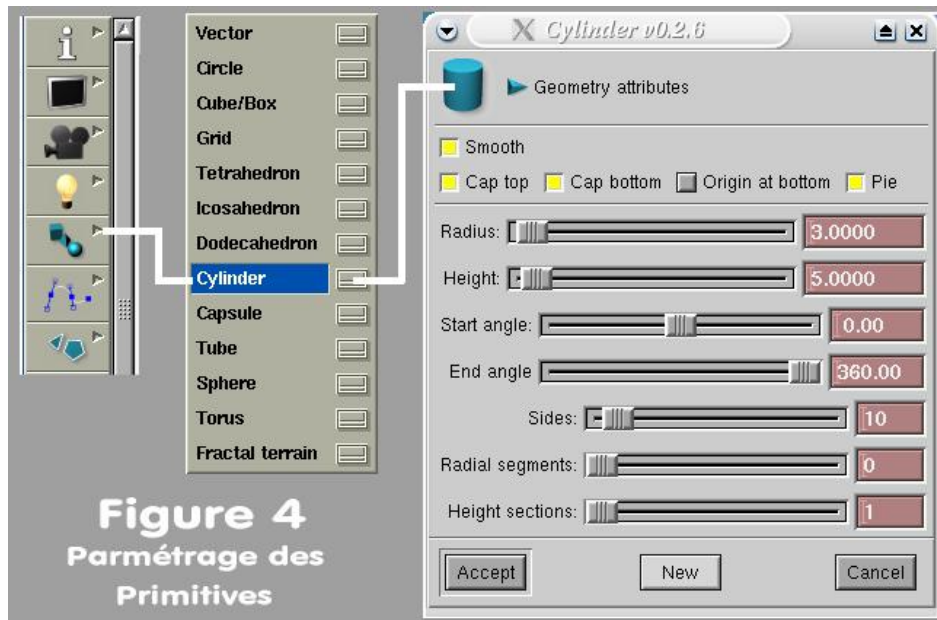 Vector
Circle
Cube/Box
Grid
Tetrahedron
Icosahedron
Dodecahedron
Cylinder
Capsule
Tube
Sphere
Torus
Fractal terrain
Figure 4
Parmétrage des
Primitives
Cylinder v0.2.6
Geometry attributes
Smooth
Cap top Cap bottom Origin at bottom Pie
Radius: 3.0000
Height: 5.0000
Start angle: 0.00
End angle 360.00
Sides: 10
Radial segments: 0
Height sections: 1
Accept New Cancel